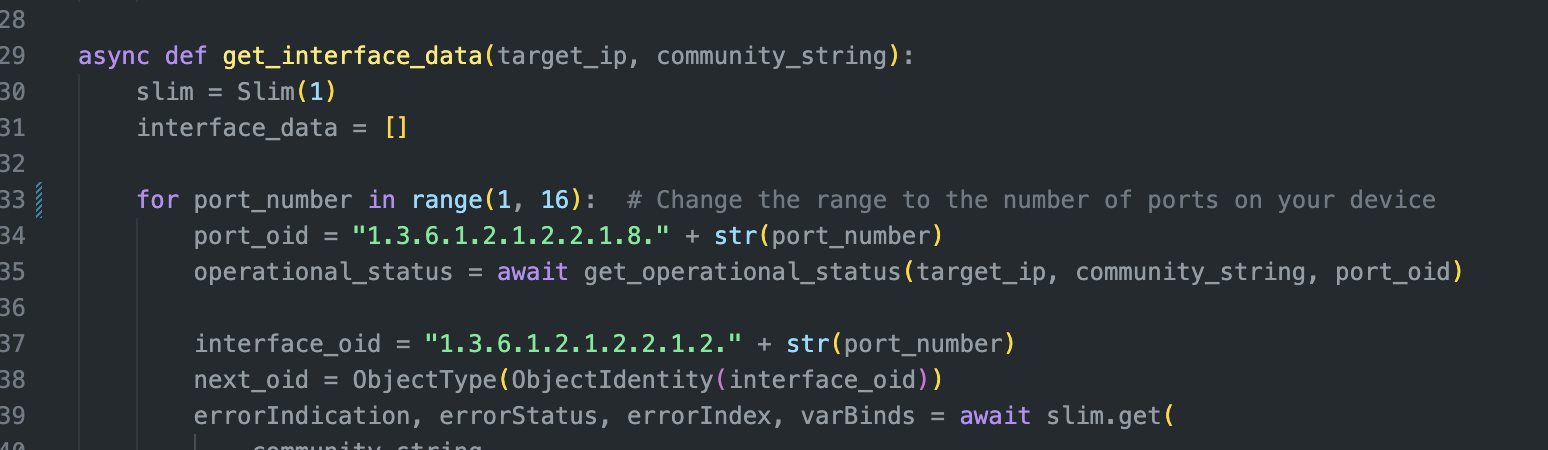 28
29 async def get_interface_data(target_ip, community_string):
30 slim = Slim(1)
31 interface_data = []
32
33 for port_number in range(1, 16): # Change the range to the number of ports on your device
34 port_oid = "1.3.6.1.2.1.2.2.1.8." + str(port_number)
35 operational_status = await get_operational_status(target_ip, community_string, port_oid)
36
37 interface_oid = "1.3.6.1.2.1.2.2.1.2." + str(port_number)
38 next_oid = ObjectType(ObjectIdentity(interface_oid))
39 errorIndication, errorStatus, errorIndex, varBinds = await slim.get(
40 community_string